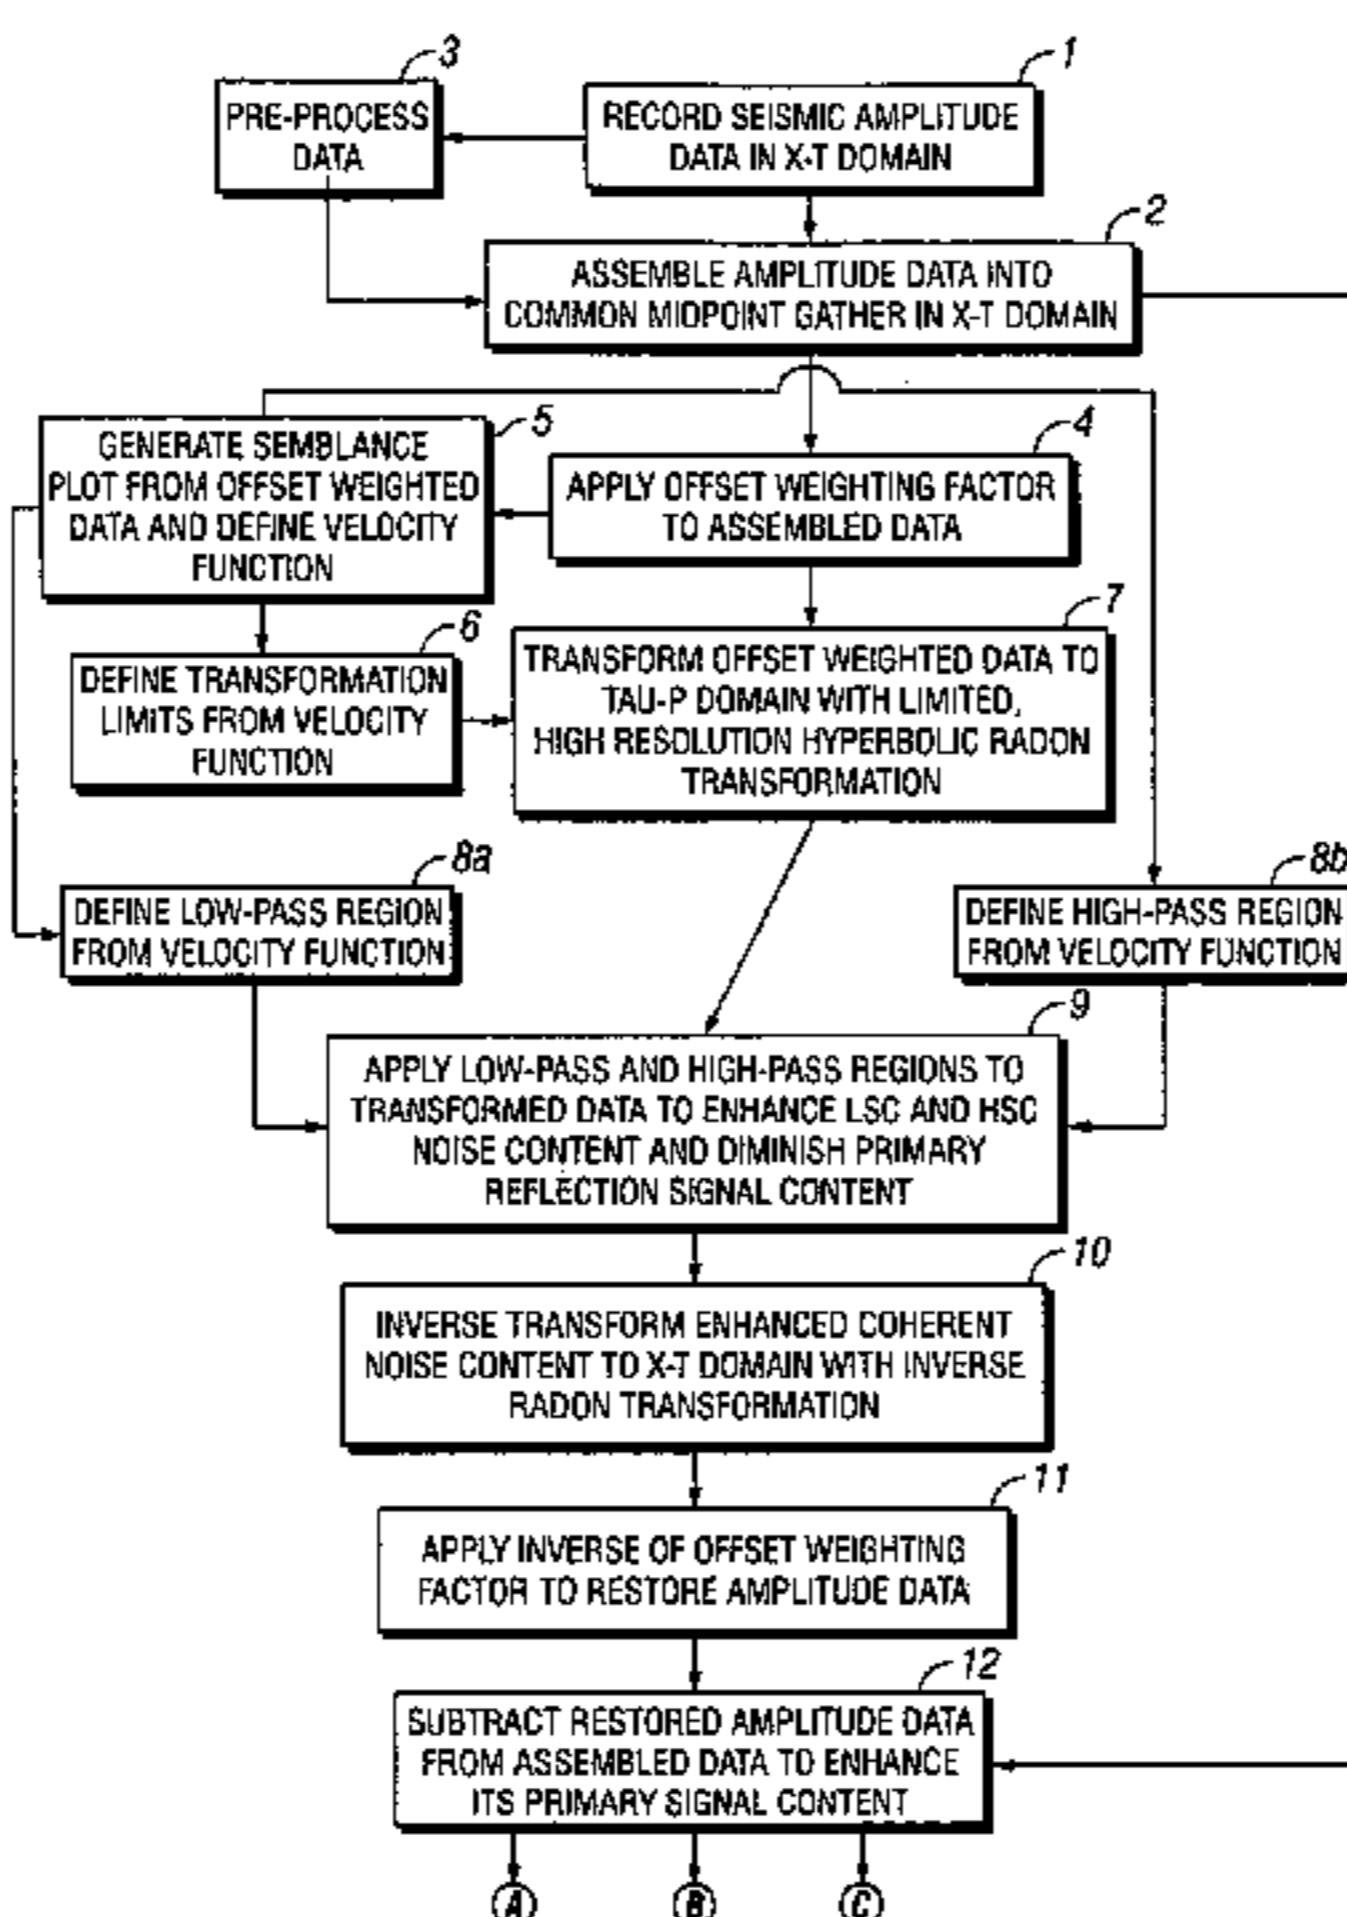 3
PRE-PROCESS
DATA
1
RECORD SEISMIC AMPLITUDE
DATA IN X-T DOMAIN
2
ASSEMBLE AMPLITUDE DATA INTO
COMMON MIDPOINT GATHER IN X-T DOMAIN
5
GENERATE SEMBLANCE
PLOT FROM OFFSET WEIGHTED
DATA AND DEFINE VELOCITY
FUNCTION
4
APPLY OFFSET WEIGHTING FACTOR
TO ASSEMBLED DATA
6
DEFINE TRANSFORMATION
LIMITS FROM VELOCITY
FUNCTION
7
TRANSFORM OFFSET WEIGHTED DATA TO
TAU-P DOMAIN WITH LIMITED,
HIGH RESOLUTION HYPERBOLIC RADON
TRANSFORMATION
8a
DEFINE LOW-PASS REGION
FROM VELOCITY FUNCTION
8b
DEFINE HIGH-PASS REGION
FROM VELOCITY FUNCTION
9
APPLY LOW-PASS AND HIGH-PASS REGIONS TO
TRANSFORMED DATA TO ENHANCE LSC AND HSC
NOISE CONTENT AND DIMINISH PRIMARY
REFLECTION SIGNAL CONTENT
10
INVERSE TRANSFORM ENHANCED COHERENT
NOISE CONTENT TO X-T DOMAIN WITH INVERSE
RADON TRANSFORMATION
11
APPLY INVERSE OF OFFSET WEIGHTING
FACTOR TO RESTORE AMPLITUDE DATA
12
SUBTRACT RESTORED AMPLITUDE DATA
FROM ASSEMBLED DATA TO ENHANCE
ITS PRIMARY SIGNAL CONTENT
A B C